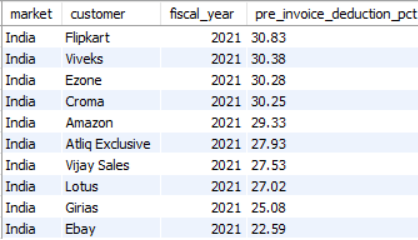 market customer fiscal_year pre_invoice_deduction_pct
India Flipkart 2021 30.83
India Viveks 2021 30.38
India Ezone 2021 30.28
India Croma 2021 30.25
India Amazon 2021 29.33
India Atliq Exclusive 2021 27.93
India Vijay Sales 2021 27.53
India Lotus 2021 27.02
India Girias 2021 25.08
India Ebay 2021 22.59